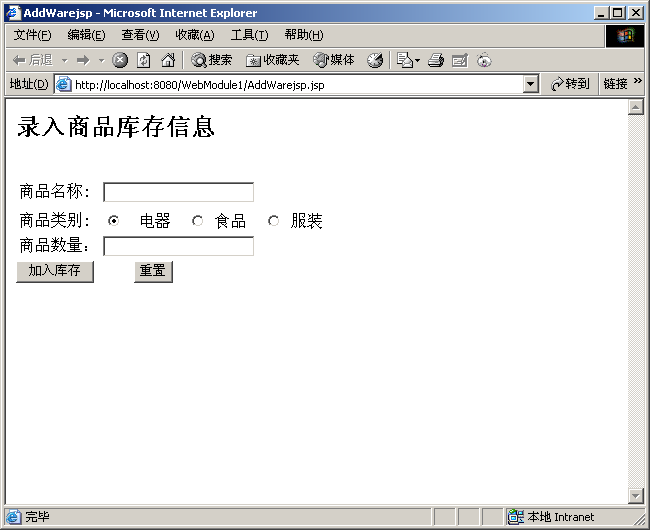 AddWarejsp - Microsoft Internet Explorer
文件(F) 编辑(E) 查看(V) 收藏(A) 工具(T) 帮助(H)
后退 搜索 收藏夹 媒体
地址(D) http://localhost:8080/WebModule1/AddWarejsp.jsp 转到 链接 »
录入商品库存信息
商品名称:
商品类别: 电器 食品 服装
商品数量:
加入库存 重置
完毕 本地 Intranet